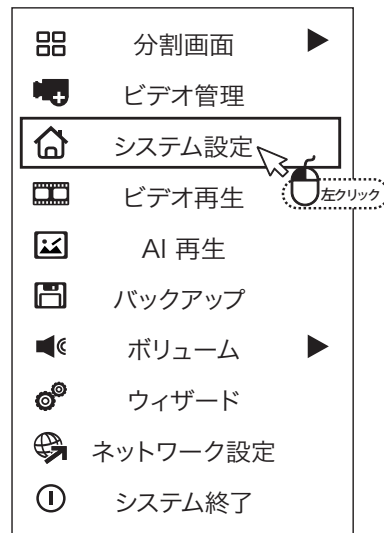 分割画面
ビデオ管理
システム設定
左クリック
ビデオ再生
AI 再生
バックアップ
ボリューム
ウィザード
ネットワーク設定
システム終了